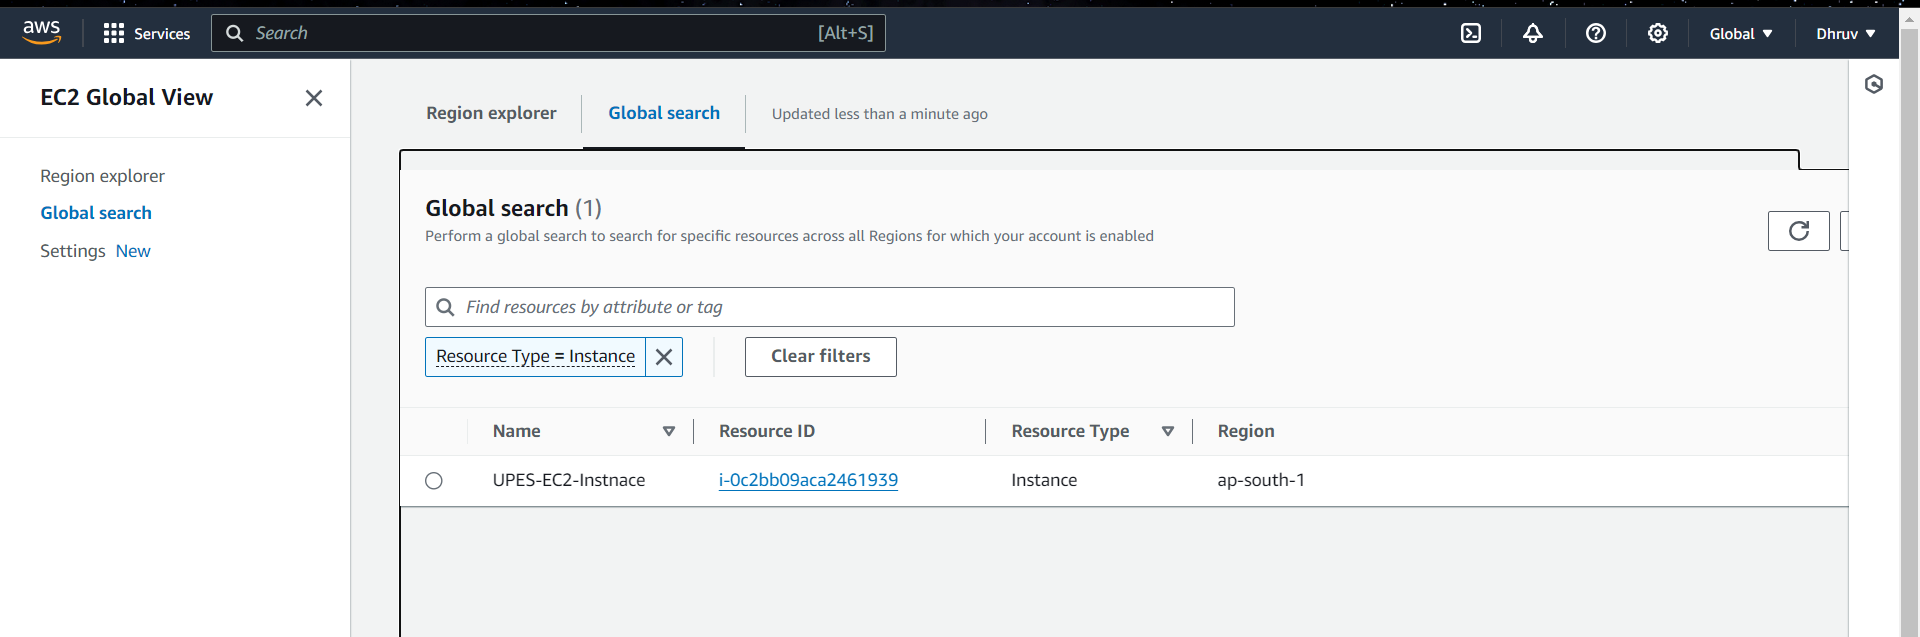 aws Services Search [Alt+S] Global Dhruv
EC2 Global View
Region explorer
Global search
Settings New
Region explorer Global search Updated less than a minute ago
Global search (1)
Perform a global search to search for specific resources across all Regions for which your account is enabled
Find resources by attribute or tag
Resource Type = Instance Clear filters
Name Resource ID Resource Type Region
UPES-EC2-Instnace i-0c2bb09aca2461939 Instance ap-south-1